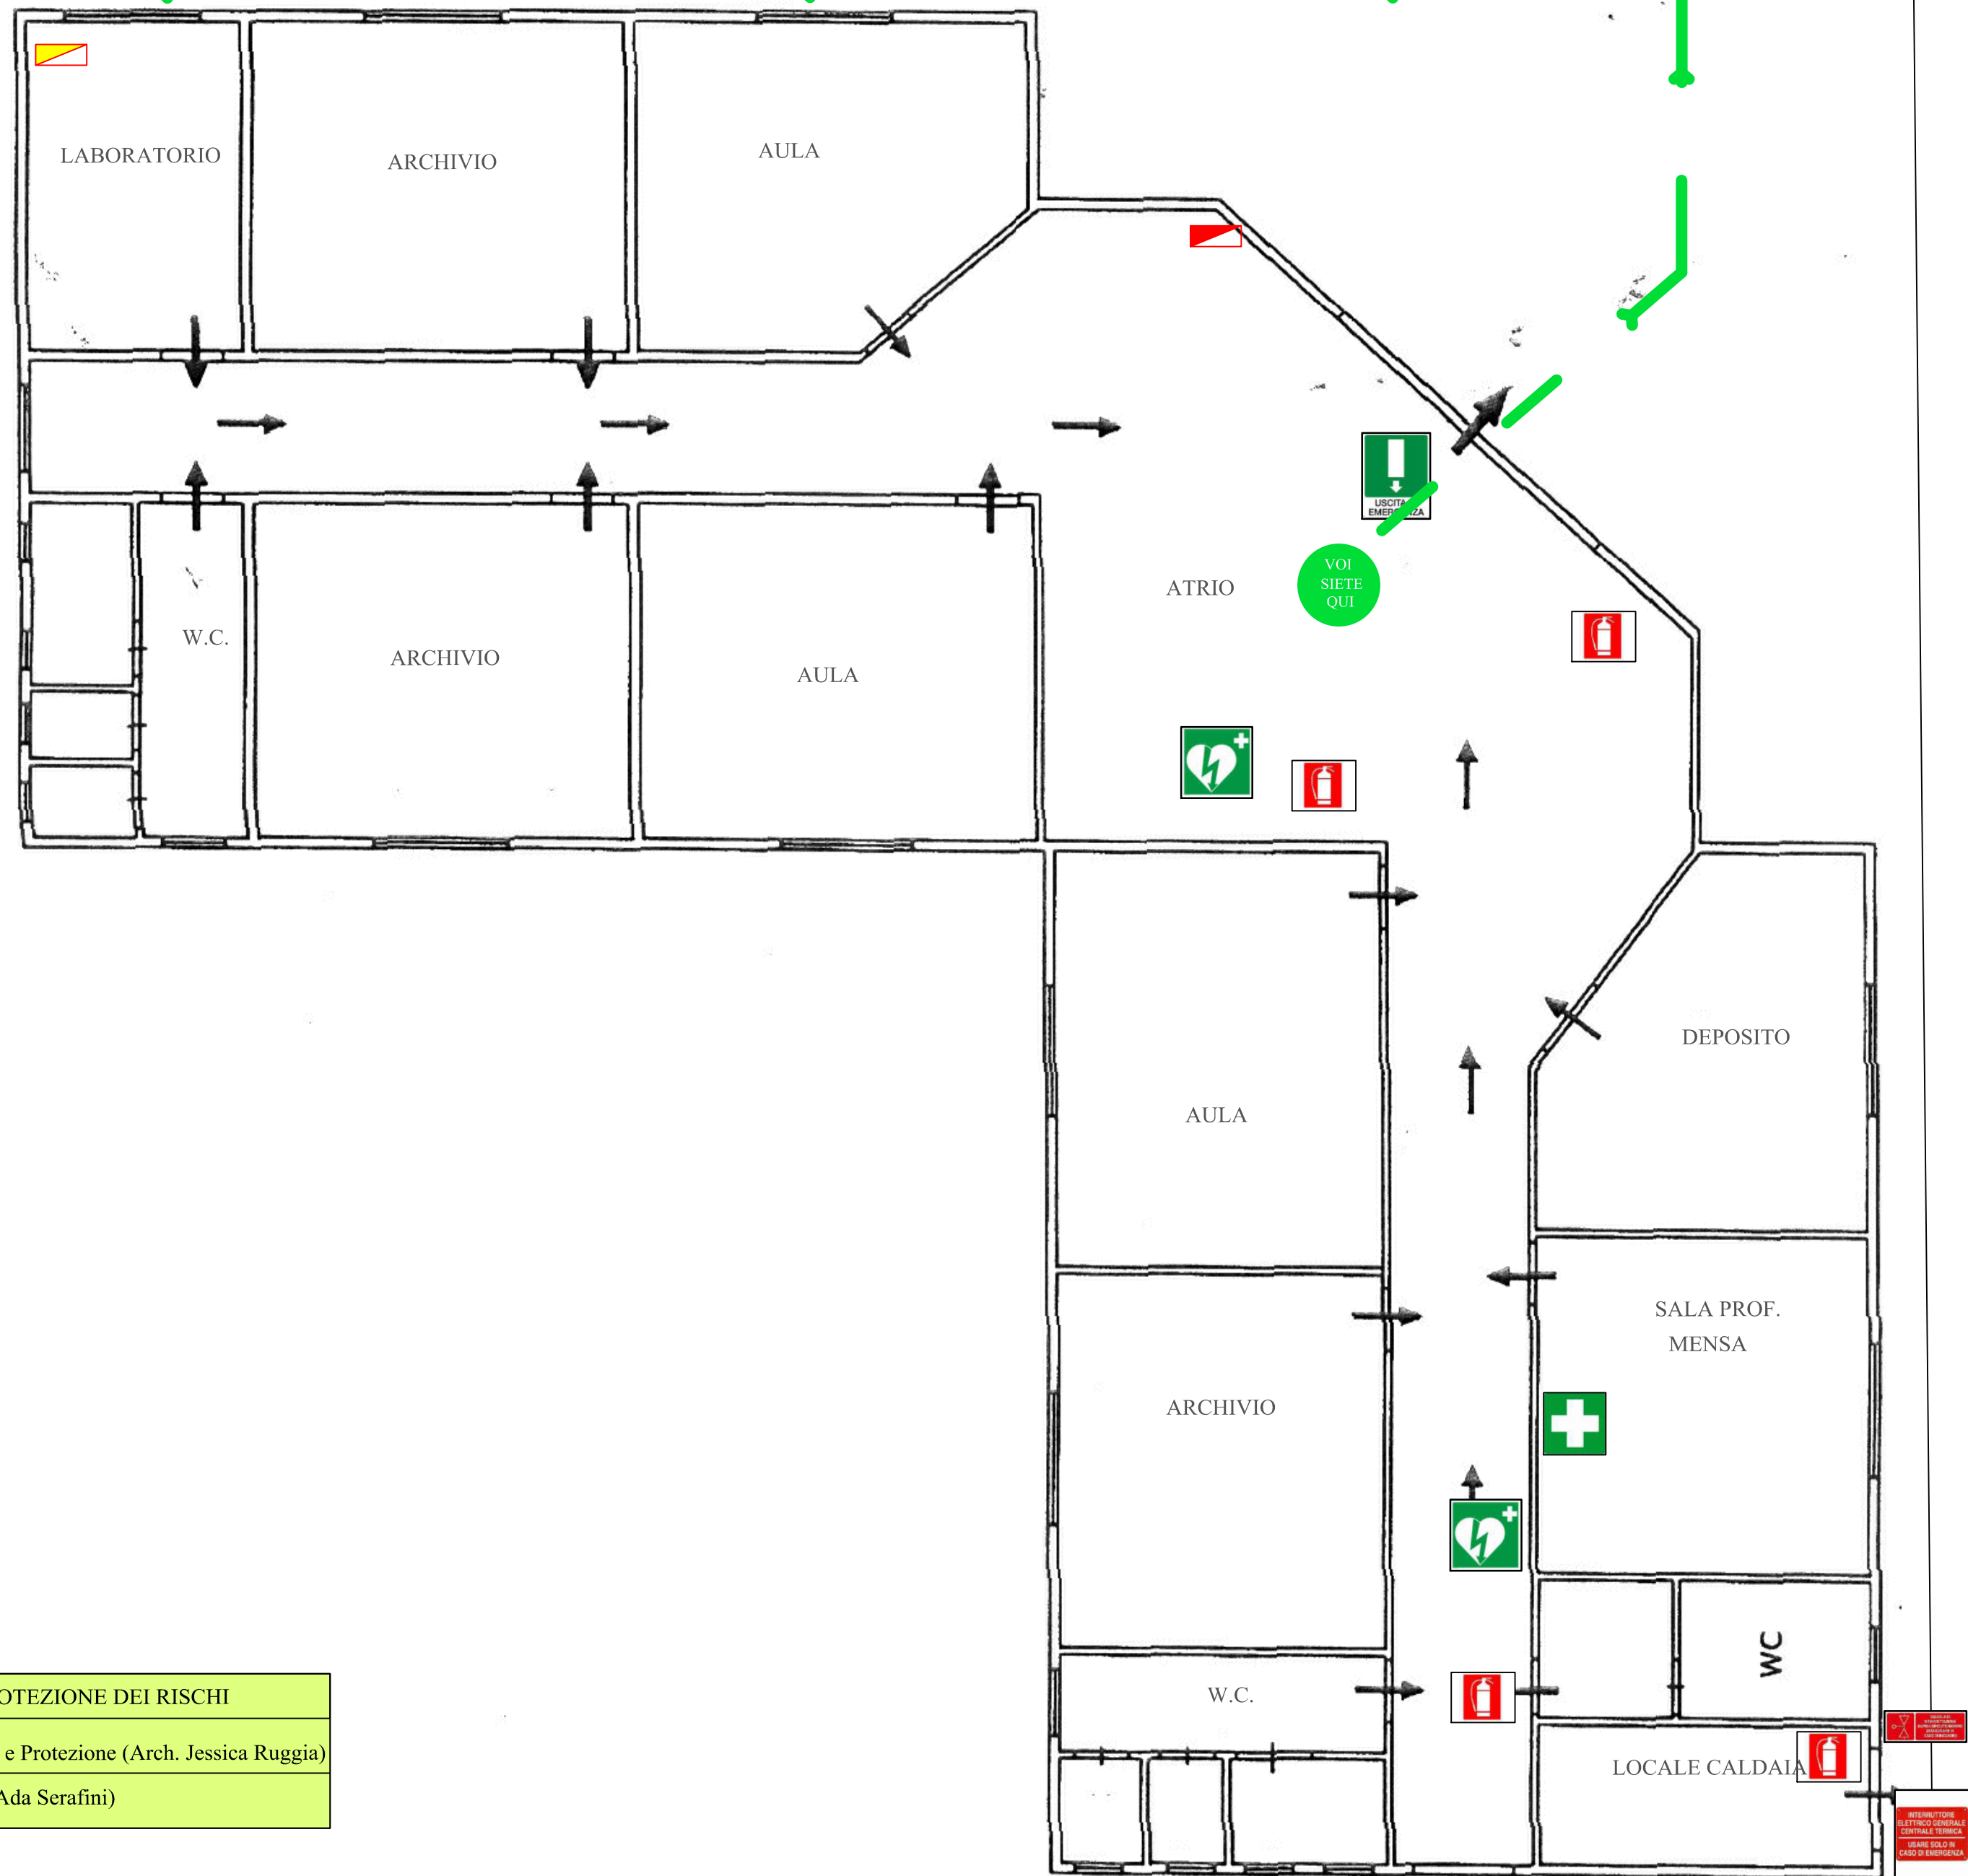 LABORATORIO
ARCHIVIO
AULA
USCITA
EMERGENZA
VOI
SIETE
QUI
ATRIO
W.C.
ARCHIVIO
AULA
DEPOSITO
AULA
SALA PROF.
MENSA
ARCHIVIO
WC
W.C.
LOCALE CALDAIA
INTERRUTTORE
ELETTRICO GENERALE
CENTRALE TERMICA
USARE SOLO IN
CASO DI EMERGENZA
OTEZIONE DEI RISCHI
e Protezione (Arch. Jessica Ruggia)
Ada Serafini)